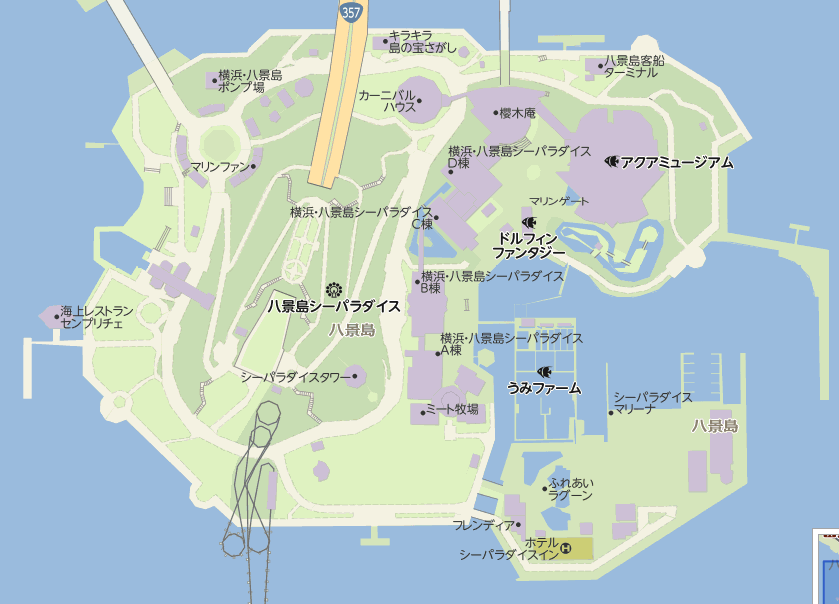 357
キラキラ
島の宝さがし
八景島客船
ターミナル
横浜・八景島
ポンプ場
カーニバル
ハウス
櫻木庵
横浜・八景島シーパラダイス
D棟
アクアミュージアム
マリンファン
マリンゲート
横浜・八景島シーパラダイス
C棟
ドルフィン
ファンタジー
横浜・八景島シーパラダイス
B棟
八景島シーパラダイス
八景島
海上レストラン
センプリチェ
横浜・八景島シーパラダイス
A棟
シーパラダイスタワー
うみファーム
シーパラダイス
マリーナ
ミート牧場
八景島
ふれあい
ラグーン
フレンディア
ホテル
シーパラダイスイン
H